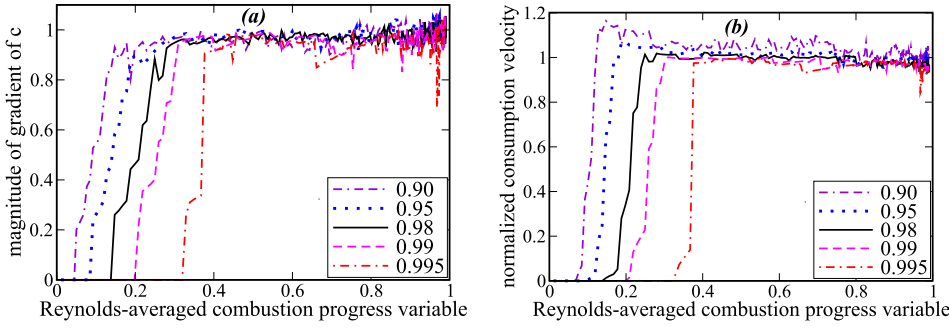 (a)
magnitude of gradient of c
1
0.8
0.6
0.4
0.2
0
0.90
0.95
0.98
0.99
0.995
0 0.2 0.4 0.6 0.8 1
Reynolds-averaged combustion progress variable
(b)
normalized consumption velocity
1.2
1.0
0.8
0.6
0.4
0.2
0
0.90
0.95
0.98
0.99
0.995
0 0.2 0.4 0.6 0.8 1
Reynolds-averaged combustion progress variable